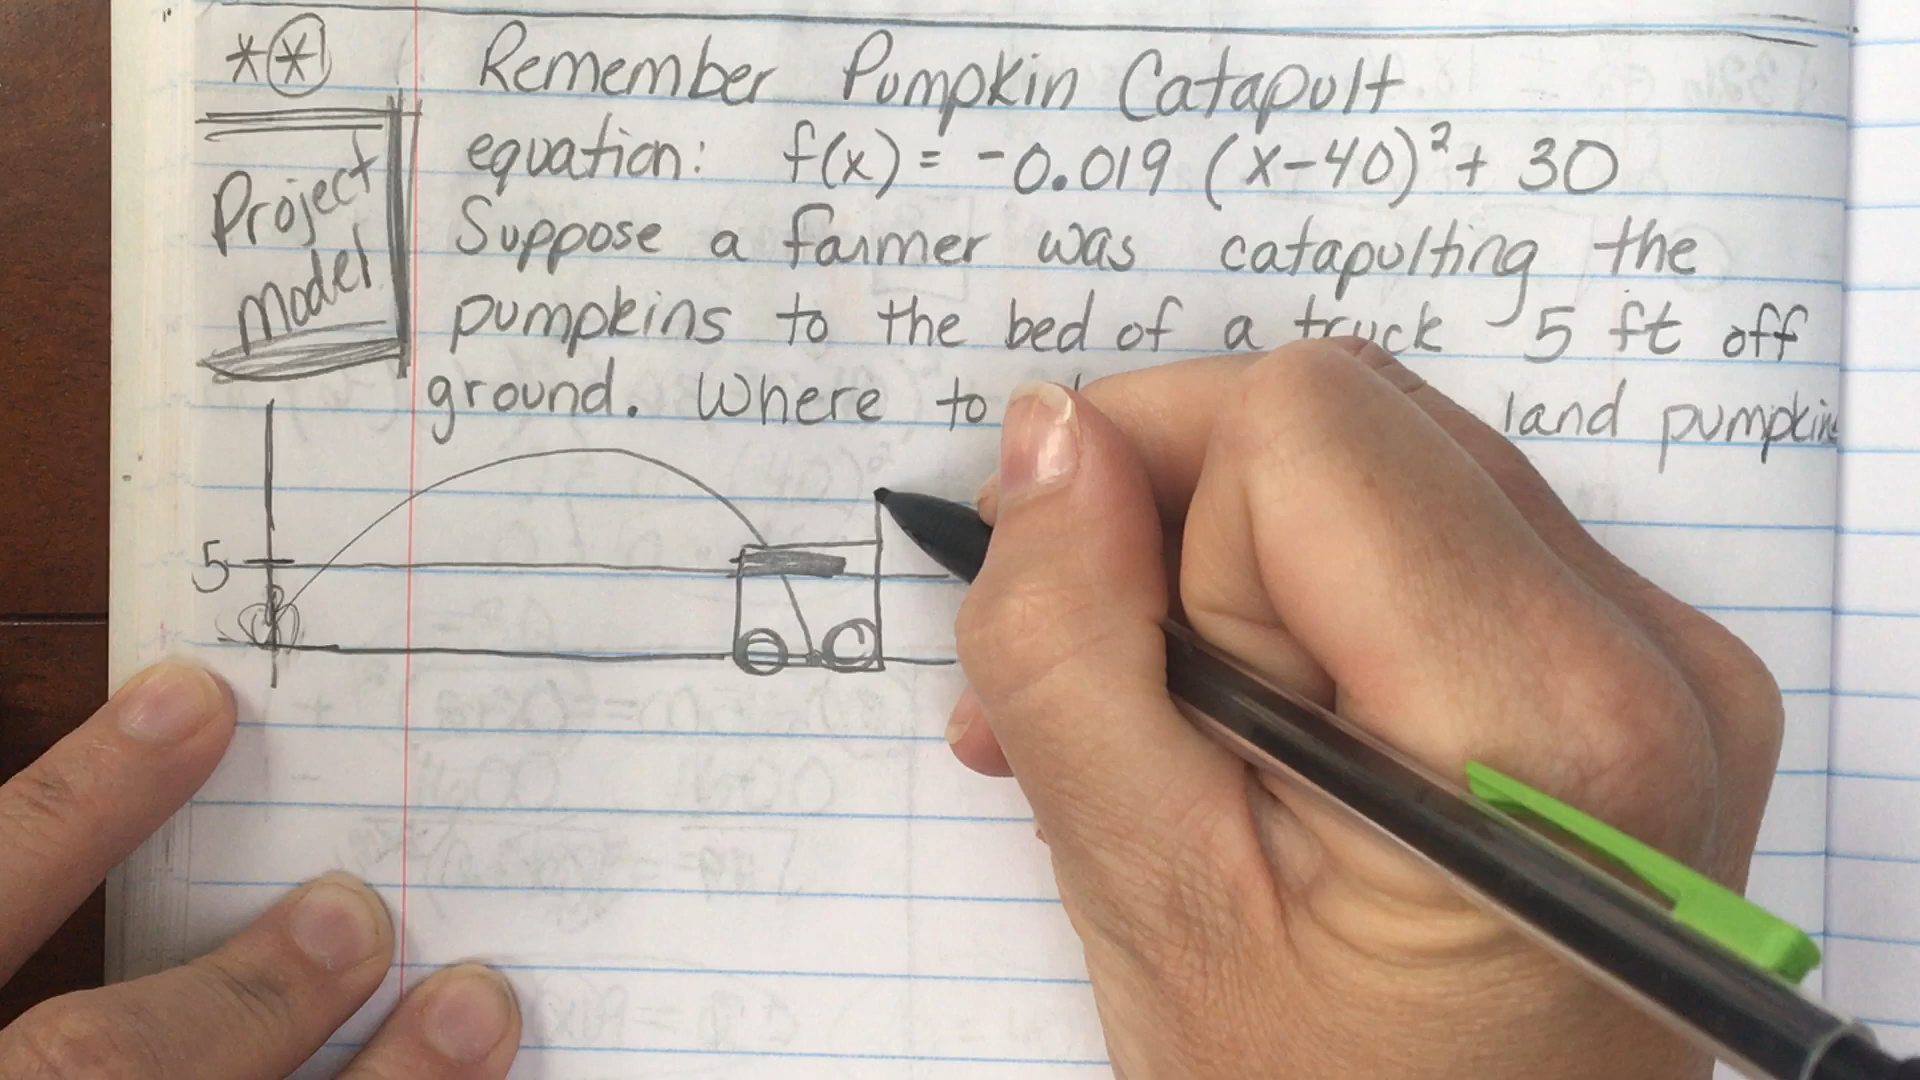 **
Project
Model
Remember Pumpkin Catapult
equation: f(x) = -0.019 (x-40)² + 30
Suppose a farmer was catapulting the
pumpkins to the bed of a truck 5 ft off
ground. Where to land pumpkin
5